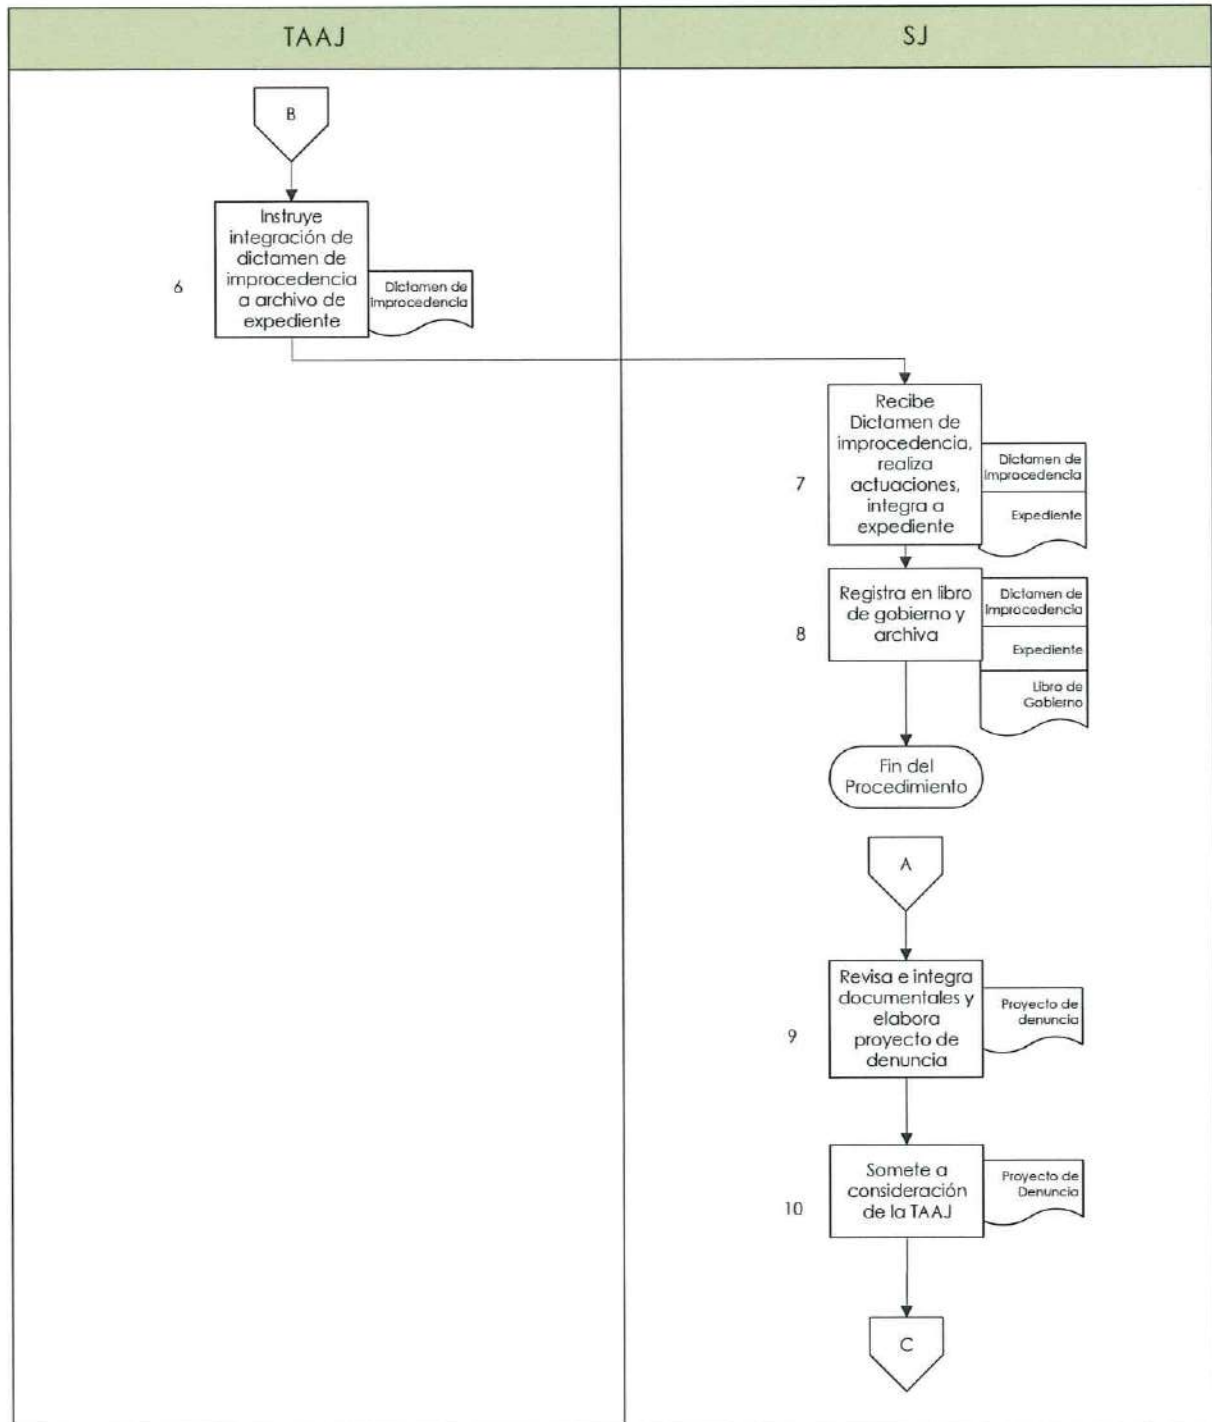 TAAJ
SJ
B
Instruye
integración de
dictamen de
improcedencia
a archivo de
expediente
6
Dictamen de
improcedencia
Recibe
Dictamen de
improcedencia,
realiza
actuaciones,
integra a
expediente
7
Dictamen de
improcedencia
Expediente
Registra en libro
de gobierno y
archiva
8
Dictamen de
improcedencia
Expediente
Libro de
Gobierno
Fin del
Procedimiento
A
Revisa e integra
documentales y
elabora
proyecto de
denuncia
9
Proyecto de
denuncia
Somete a
consideración
de la TAAJ
10
Proyecto de
Denuncia
C